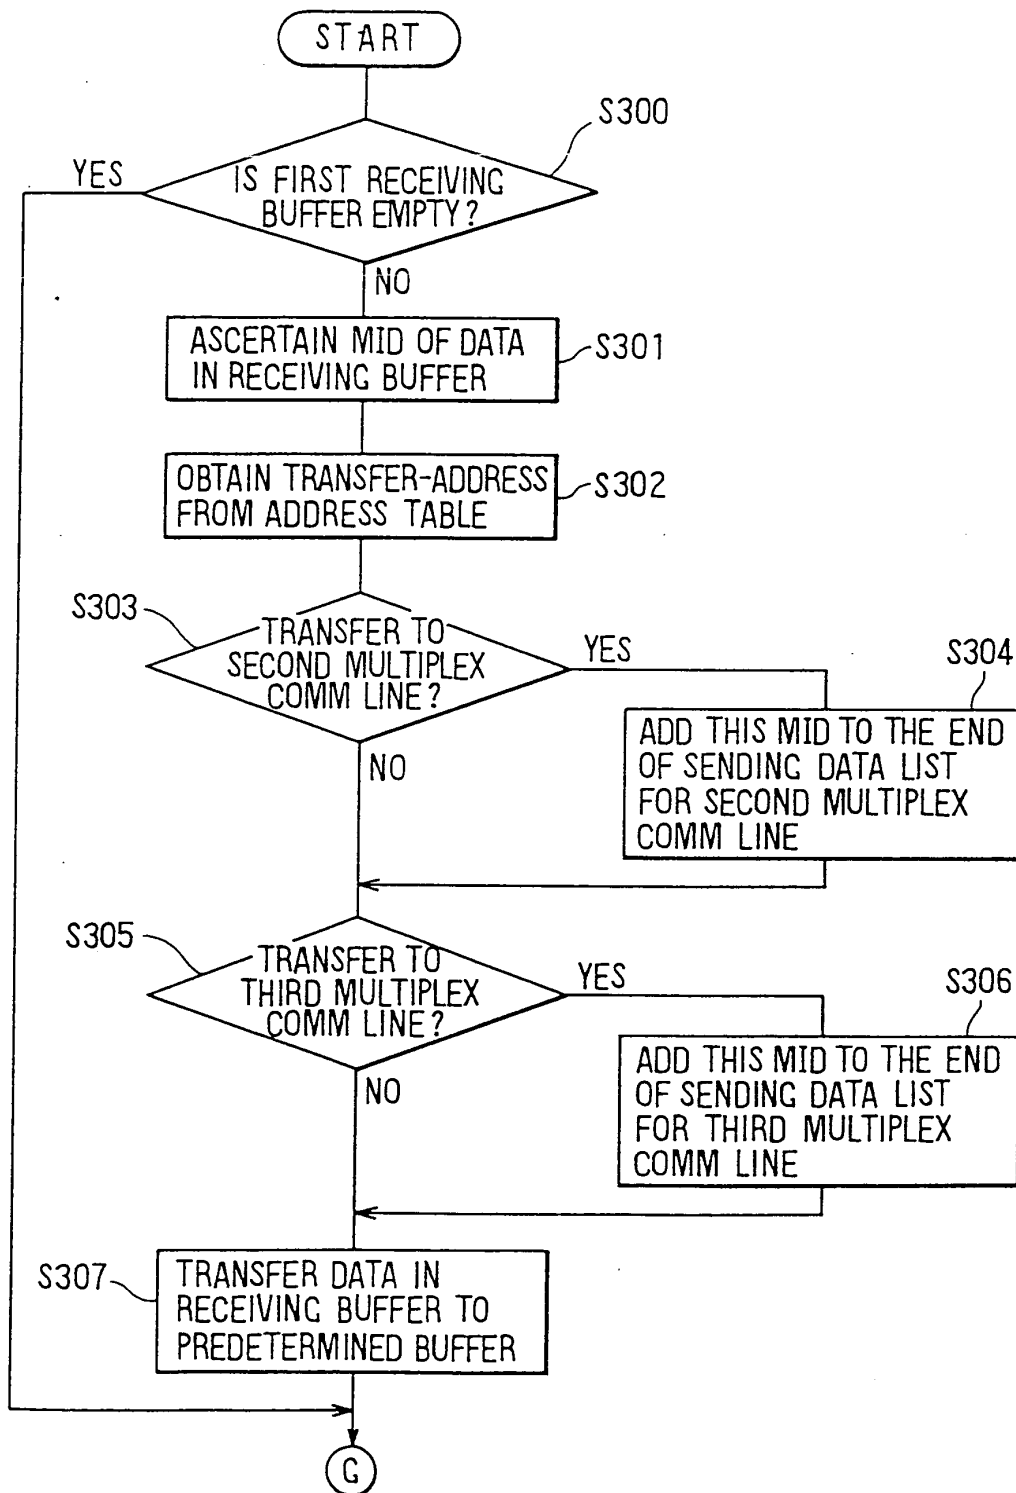 START
S300
YES
IS FIRST RECEIVING
BUFFER EMPTY?
NO
ASCERTAIN MID OF DATA
IN RECEIVING BUFFER
S301
OBTAIN TRANSFER-ADDRESS
FROM ADDRESS TABLE
S302
S303
TRANSFER TO
SECOND MULTIPLEX
COMM LINE?
YES
S304
NO
ADD THIS MID TO THE END
OF SENDING DATA LIST
FOR SECOND MULTIPLEX
COMM LINE
S305
TRANSFER TO
THIRD MULTIPLEX
COMM LINE?
YES
S306
NO
ADD THIS MID TO THE END
OF SENDING DATA LIST
FOR THIRD MULTIPLEX
COMM LINE
S307
TRANSFER DATA IN
RECEIVING BUFFER TO
PREDETERMINED BUFFER
G